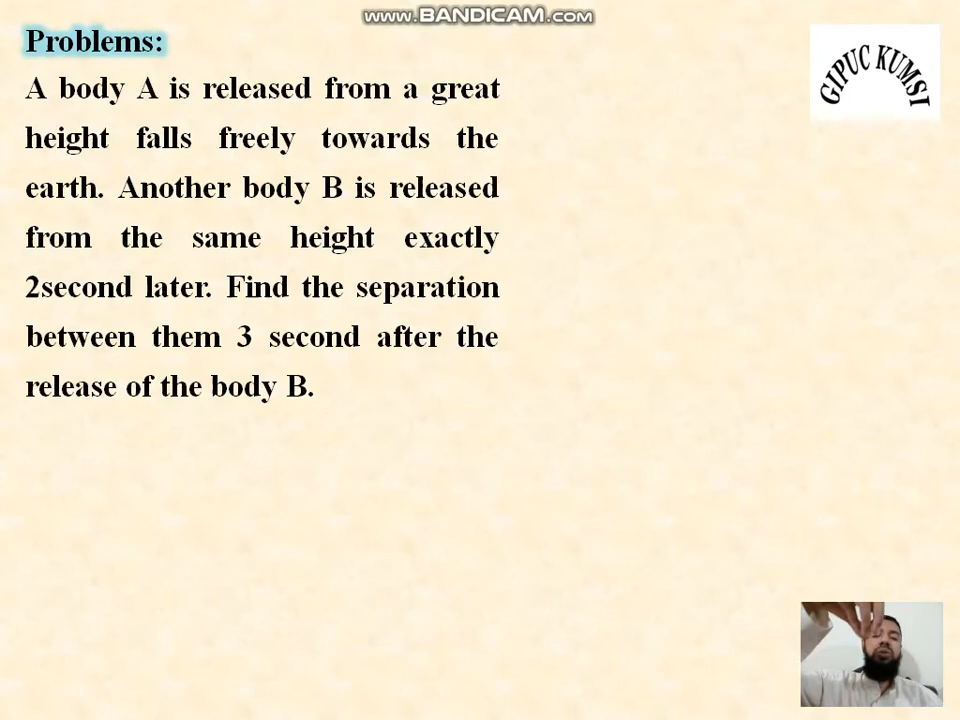 www.BANDICAM.com
Problems:
A body A is released from a great
height falls freely towards the
earth. Another body B is released
from the same height exactly
2second later. Find the separation
between them 3 second after the
release of the body B.
GIPUC KUMSI